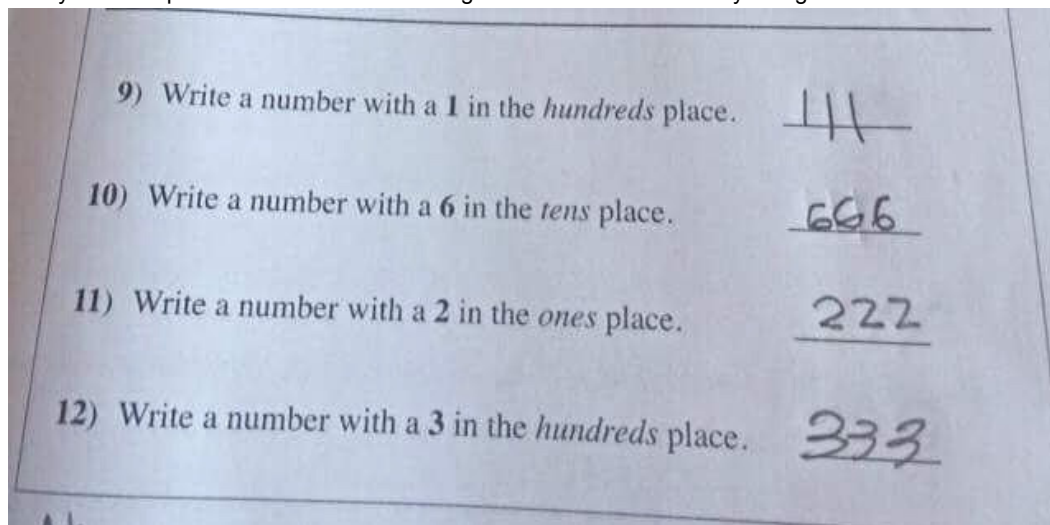 9) Write a number with a 1 in the hundreds place. 111
10) Write a number with a 6 in the tens place. 666
11) Write a number with a 2 in the ones place. 222
12) Write a number with a 3 in the hundreds place. 333